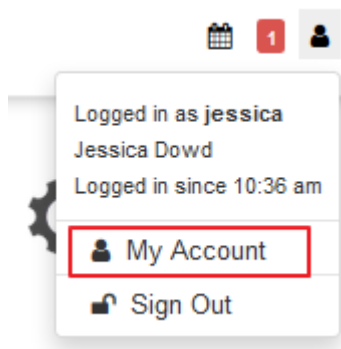 1
Logged in as jessica
Jessica Dowd
Logged in since 10:36 am
My Account
Sign Out